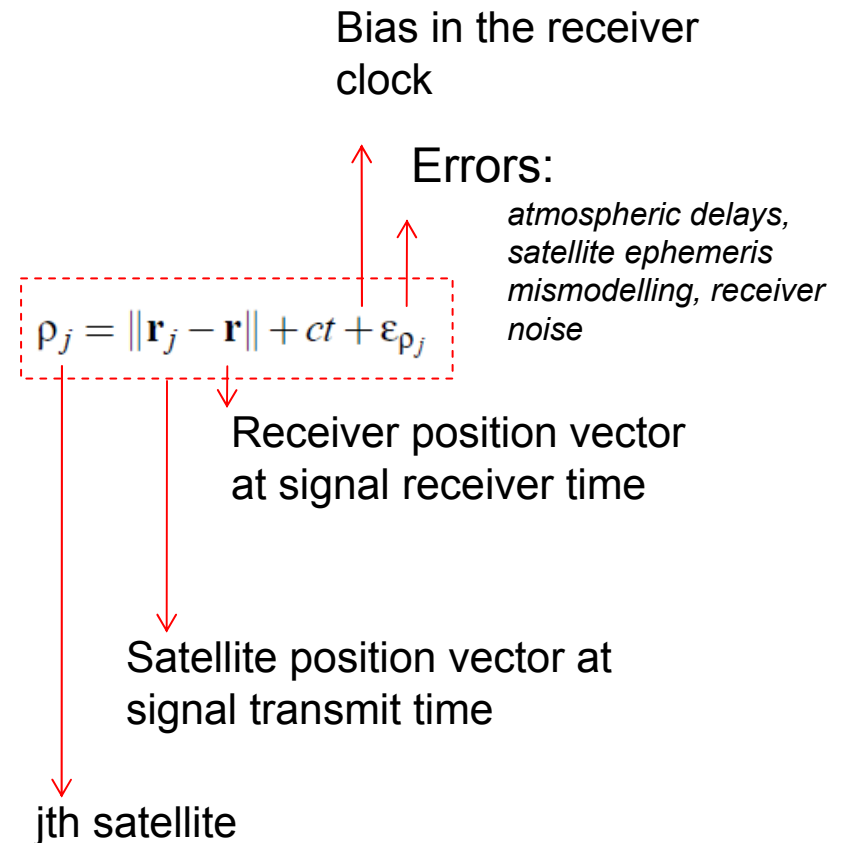 Bias in the receiver
clock
Errors:
atmospheric delays,
satellite ephemeris
mismodelling, receiver
noise
ρⱼ = ‖𝐫ⱼ − 𝐫‖ + ct + ε_ρⱼ
Receiver position vector
at signal receiver time
Satellite position vector at
signal transmit time
jth satellite